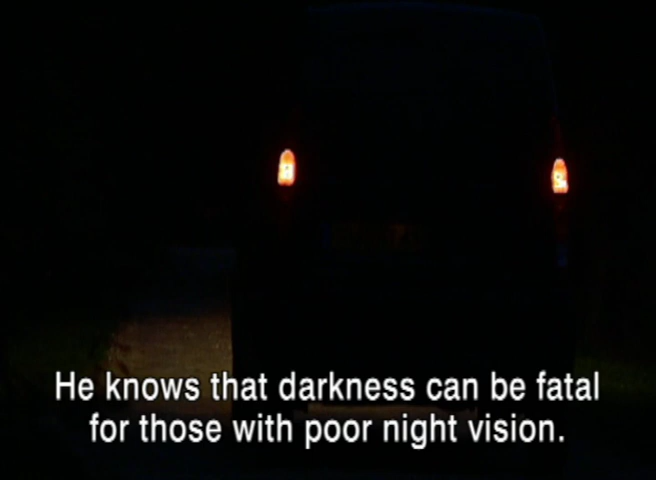 He knows that darkness can be fatal
for those with poor night vision.